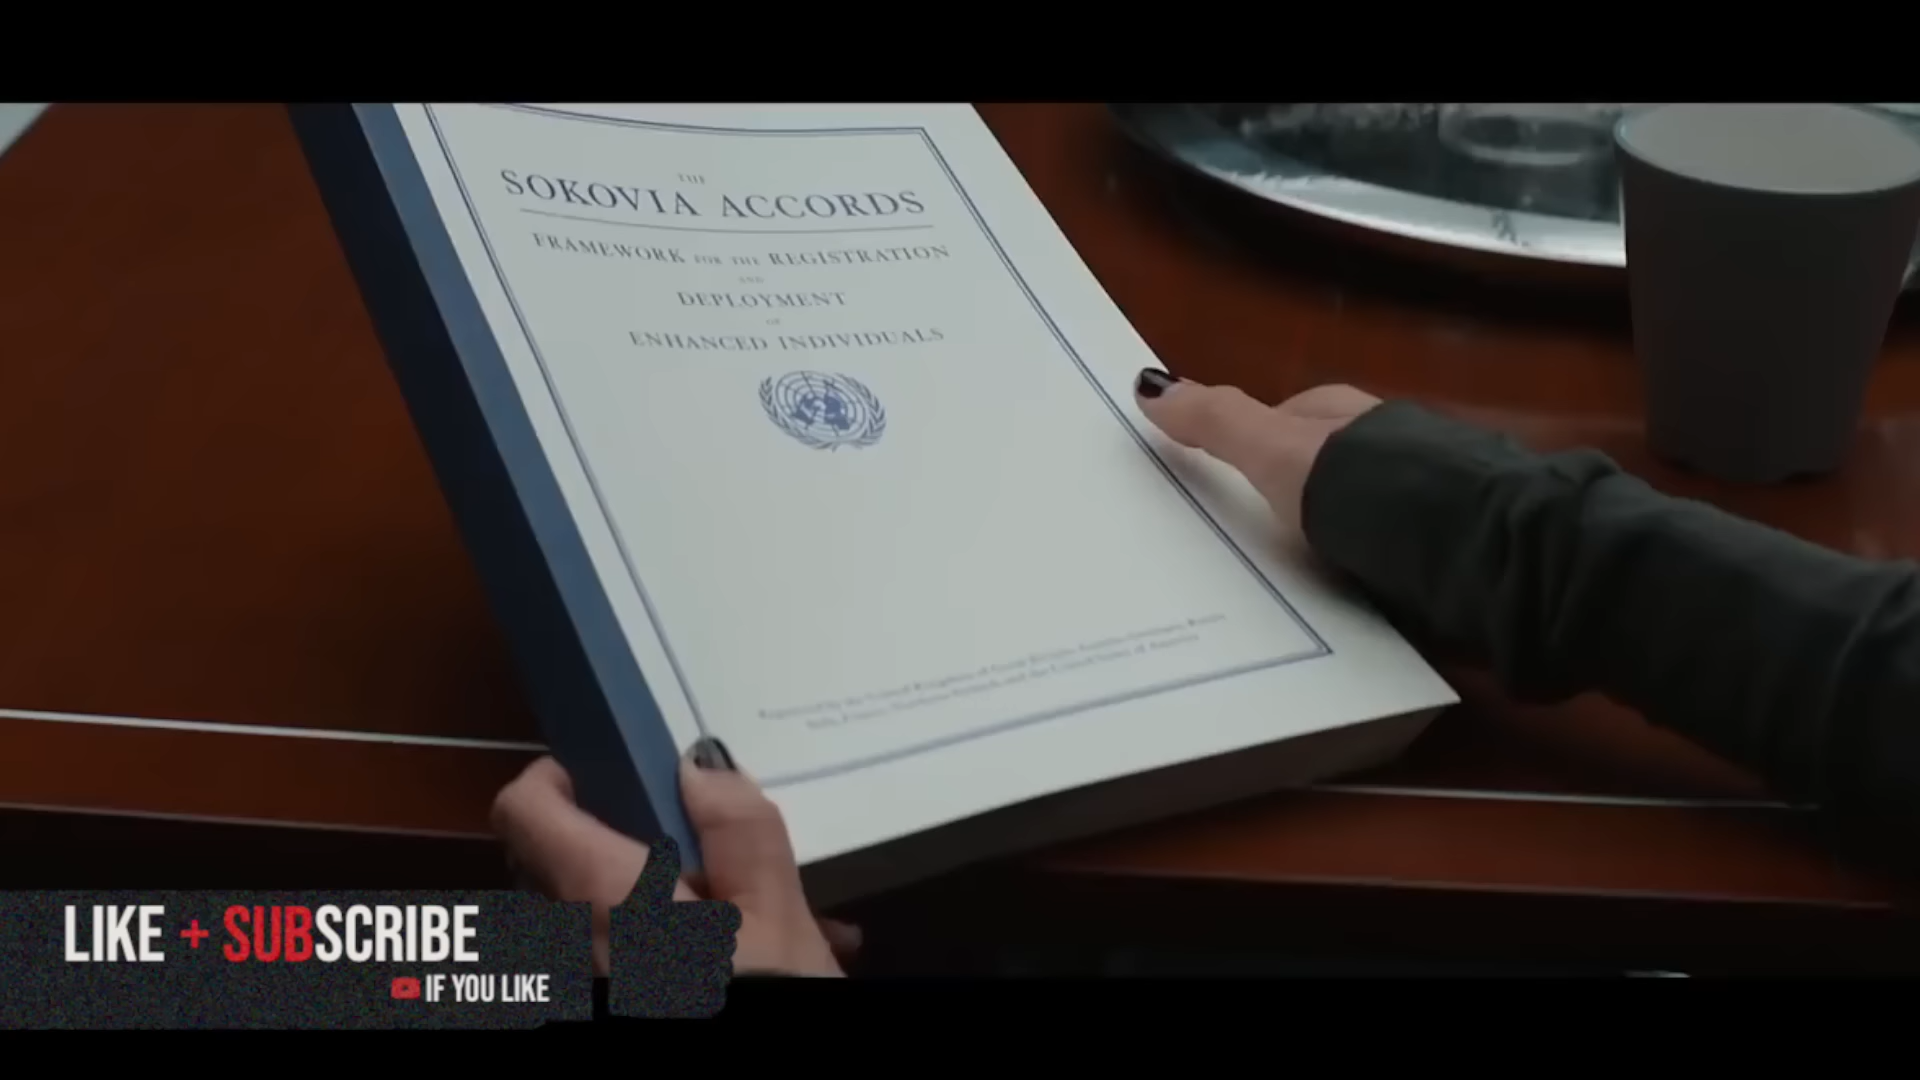 THE
SOKOVIA ACCORDS
FRAMEWORK FOR THE REGISTRATION
AND
DEPLOYMENT
OF
ENHANCED INDIVIDUALS
LIKE + SUBSCRIBE
IF YOU LIKE